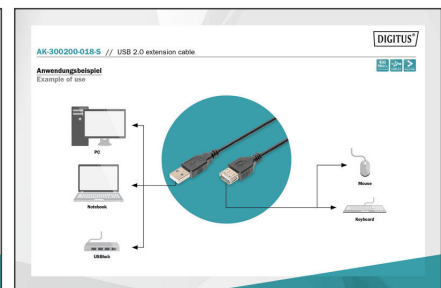 DIGITUS®
AK-300200-018-S // USB 2.0 extension cable
Anwendungsbeispiel
Example of use
PC
Notebook
USBhub
Mouse
Keyboard